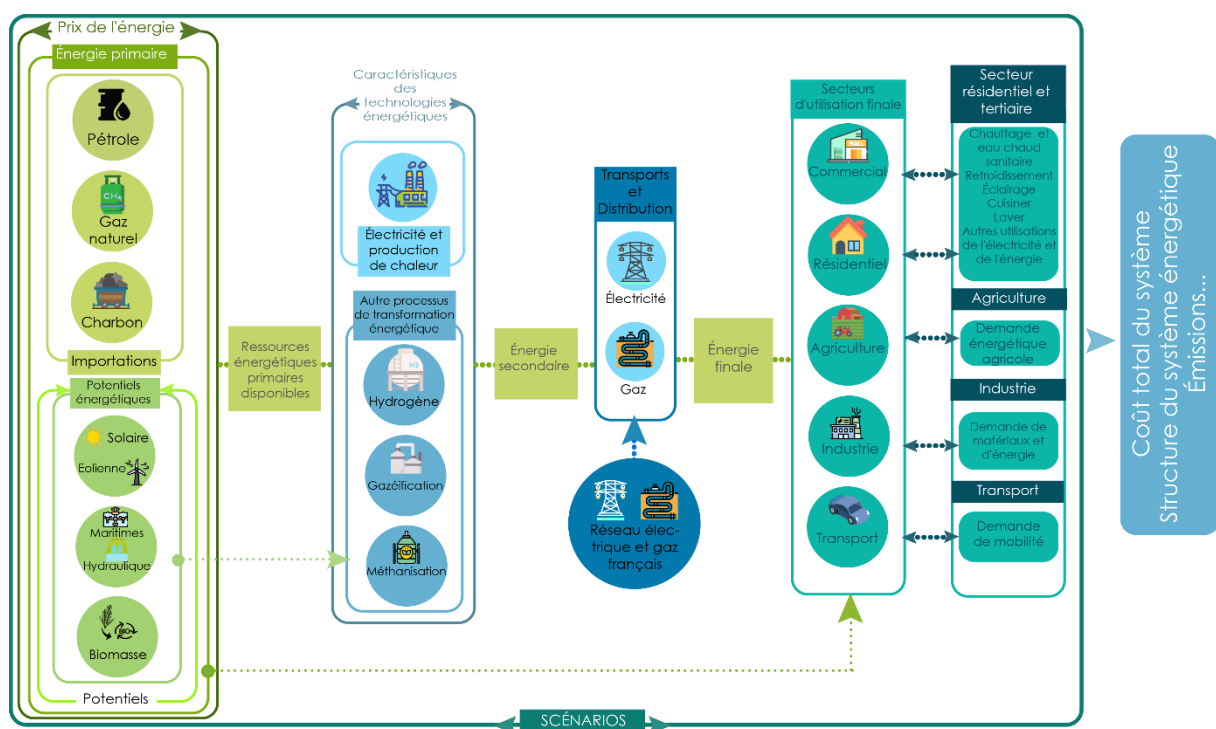 Prix de l'énergie
Énergie primaire
Pétrole
CH4
Gaz
naturel
Charbon
Importations
Potentiels
énergétiques
Solaire
Eolienne
Maritimes
Hydraulique
BIO
Biomasse
Potentiels
Ressources
énergétiques
primaires
disponibles
Caractéristiques
des
technologies
énergétiques
Électricité et
production
de chaleur
Autre processus
de transformation
énergétique
H2
Hydrogène
Gazéification
Méthanisation
Énergie
secondaire
Transports
et
Distribution
Électricité
Gaz
Réseau élec-
trique et gaz
français
Énergie
finale
Secteurs
d'utilisation finale
MALL
Commercial
Résidentiel
Agriculture
Industrie
Transport
Secteur
résidentiel et
tertiaire
Chauffage et
eau chaud
sanitaire
Retroidissement
Éclairage
Cuisiner
Laver
Autres utilisations
de l'électricité et
de l'énergie
Agriculture
Demande
énergétique
agricole
Industrie
Demande de
matériaux et
d'énergie
Transport
Demande
de mobilité
Coût total du système
Structure du système énergétique
Émissions...
SCÉNARIOS